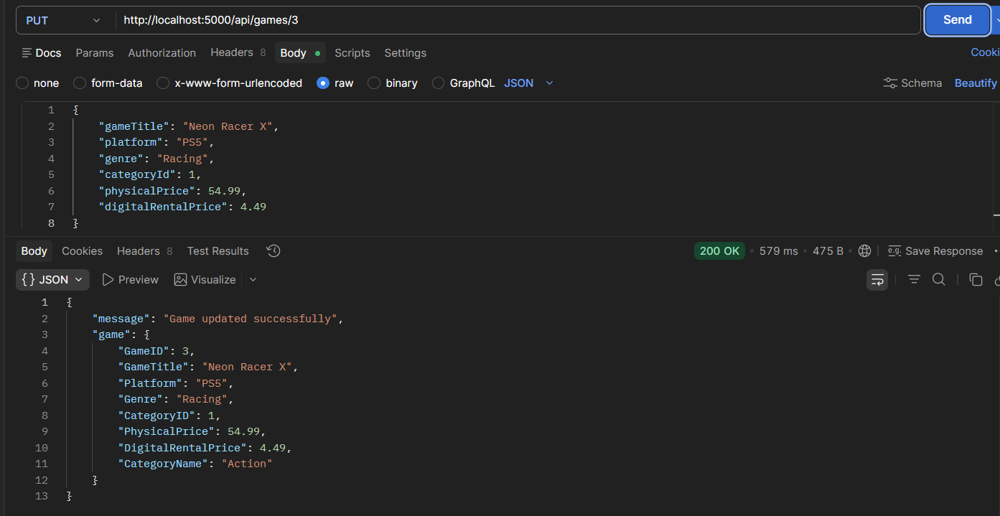 PUT http://localhost:5000/api/games/3 Send
Docs Params Authorization Headers 8 Body Scripts Settings Cooki
none form-data x-www-form-urlencoded raw binary GraphQL JSON Schema Beautify
1 {
2 "gameTitle": "Neon Racer X",
3 "platform": "PS5",
4 "genre": "Racing",
5 "categoryId": 1,
6 "physicalPrice": 54.99,
7 "digitalRentalPrice": 4.49
8 }
Body Cookies Headers 8 Test Results 200 OK • 579 ms • 475 B • e.g. Save Response
{} JSON Preview Visualize
1 {
2 "message": "Game updated successfully",
3 "game": {
4 "GameID": 3,
5 "GameTitle": "Neon Racer X",
6 "Platform": "PS5",
7 "Genre": "Racing",
8 "CategoryID": 1,
9 "PhysicalPrice": 54.99,
10 "DigitalRentalPrice": 4.49,
11 "CategoryName": "Action"
12 }
13 }